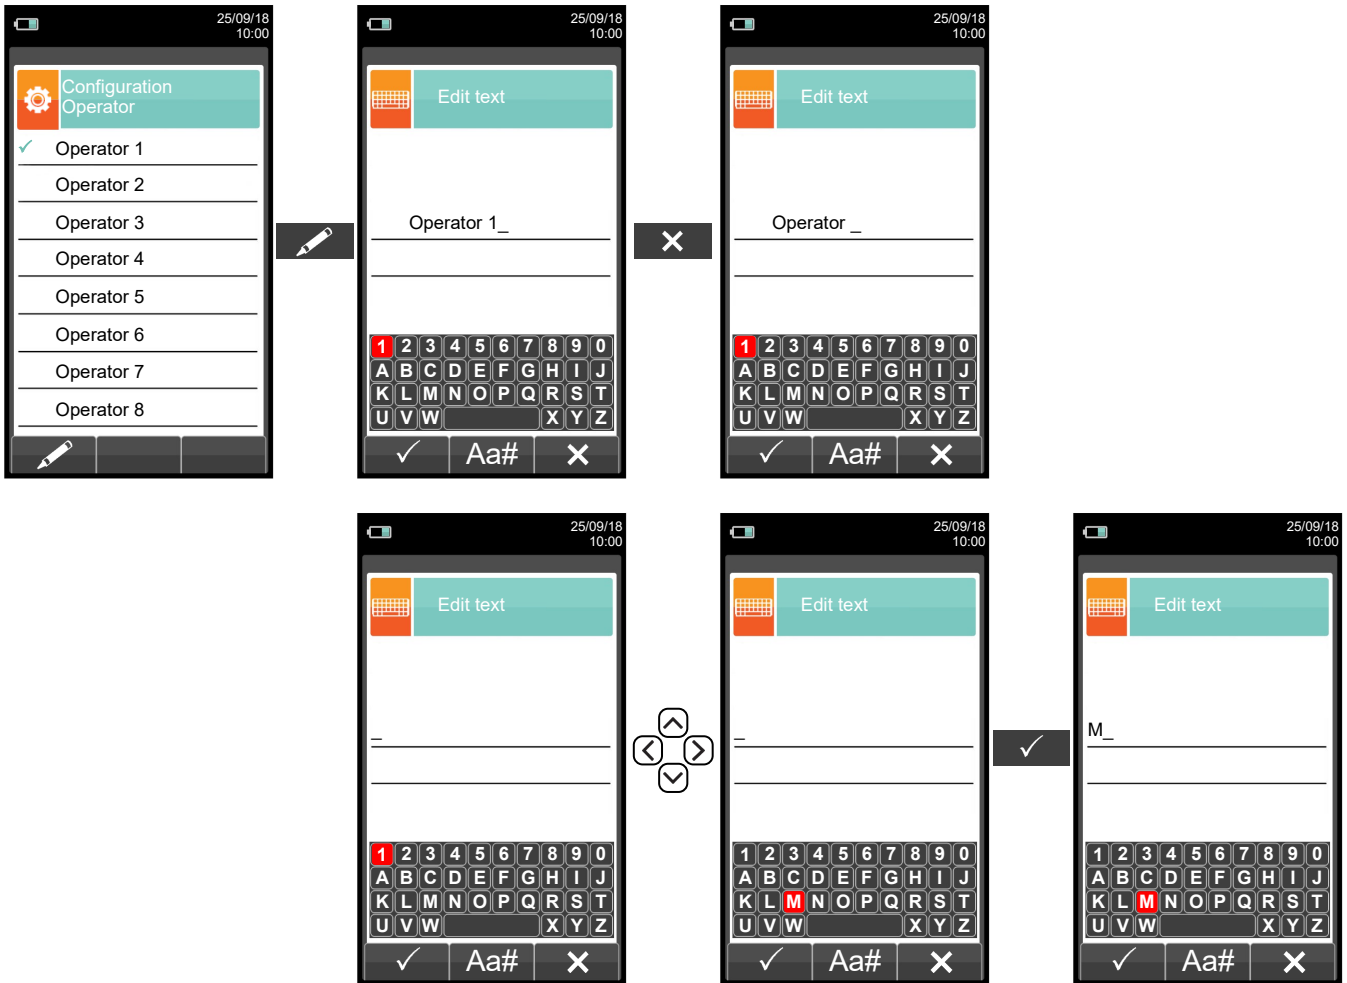 25/09/18
10:00
Configuration
Operator
✓ Operator 1
Operator 2
Operator 3
Operator 4
Operator 5
Operator 6
Operator 7
Operator 8
25/09/18
10:00
Edit text
Operator 1_
1 2 3 4 5 6 7 8 9 0
A B C D E F G H I J
K L M N O P Q R S T
U V W X Y Z
Aa#
25/09/18
10:00
Edit text
Operator _
1 2 3 4 5 6 7 8 9 0
A B C D E F G H I J
K L M N O P Q R S T
U V W X Y Z
Aa#
25/09/18
10:00
Edit text
_
1 2 3 4 5 6 7 8 9 0
A B C D E F G H I J
K L M N O P Q R S T
U V W X Y Z
Aa#
25/09/18
10:00
Edit text
_
1 2 3 4 5 6 7 8 9 0
A B C D E F G H I J
K L M N O P Q R S T
U V W X Y Z
Aa#
25/09/18
10:00
Edit text
M_
1 2 3 4 5 6 7 8 9 0
A B C D E F G H I J
K L M N O P Q R S T
U V W X Y Z
Aa#